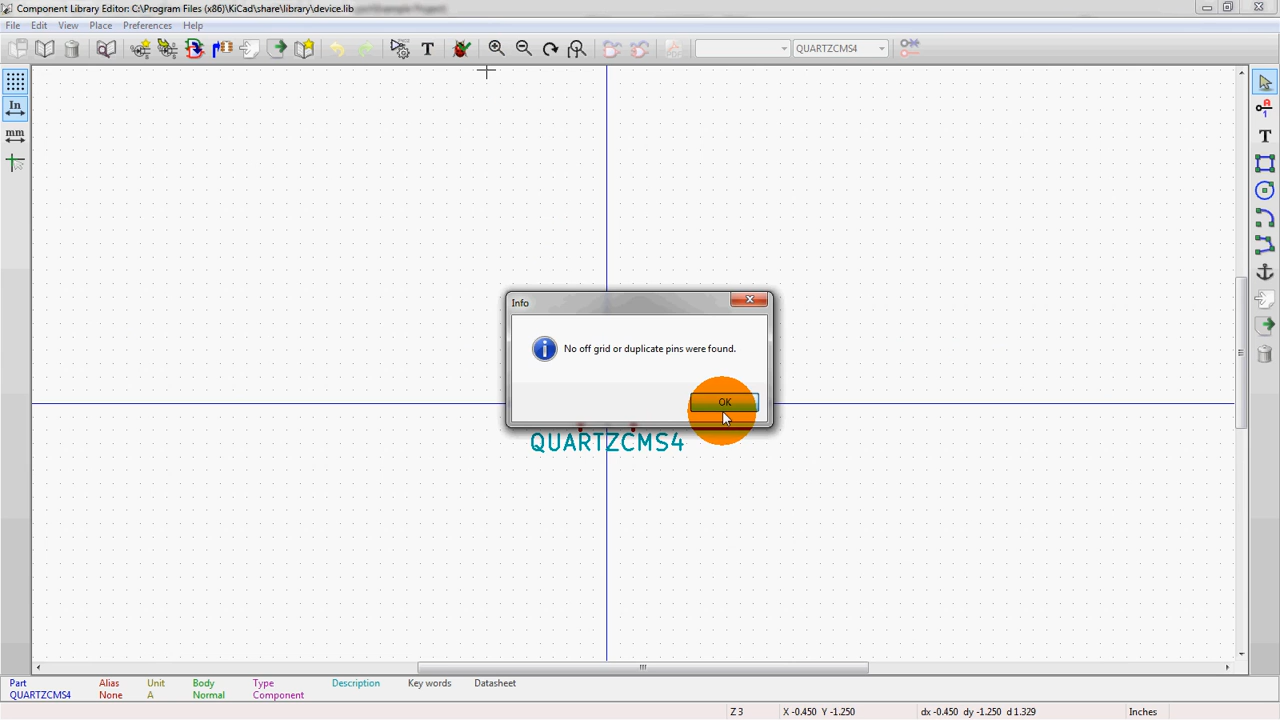 Component Library Editor: C:\Program Files (x86)\KiCad\share\library\device.lib
File Edit View Place Preferences Help
T QUARTZCMS4
In
mm
T
Info
No off grid or duplicate pins were found.
OK
QUARTZCMS4
Part Alias Unit Body Type Description Key words Datasheet
QUARTZCMS4 None A Normal Component
Z 3 X -0.450 Y -1.250 dx -0.450 dy -1.250 d 1.329 Inches